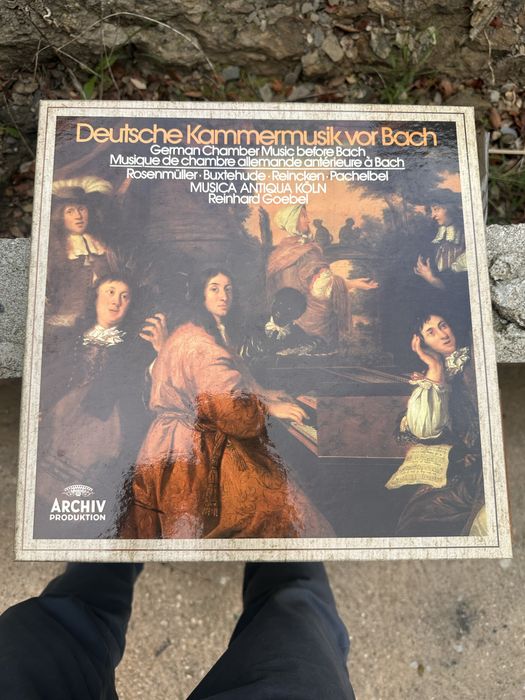 Deutsche Kammermusik vor Bach
German Chamber Music before Bach
Musique de chambre allemande antérieure à Bach
Rosenmüller · Buxtehude · Reincken · Pachelbel
MUSICA ANTIQUA KÖLN
Reinhard Goebel
ARCHIV
PRODUKTION